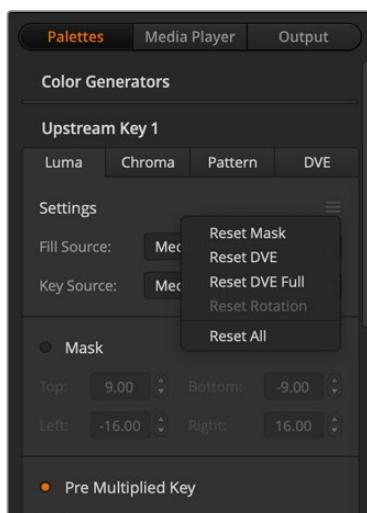 Palettes Media Player Output
Color Generators
Upstream Key 1
Luma Chroma Pattern DVE
Settings
Reset Mask
Reset DVE
Reset DVE Full
Reset Rotation
Reset All
Fill Source:
Key Source:
Mask
Top: 9.00 Bottom: -9.00
Left: -16.00 Right: 16.00
Pre Multiplied Key